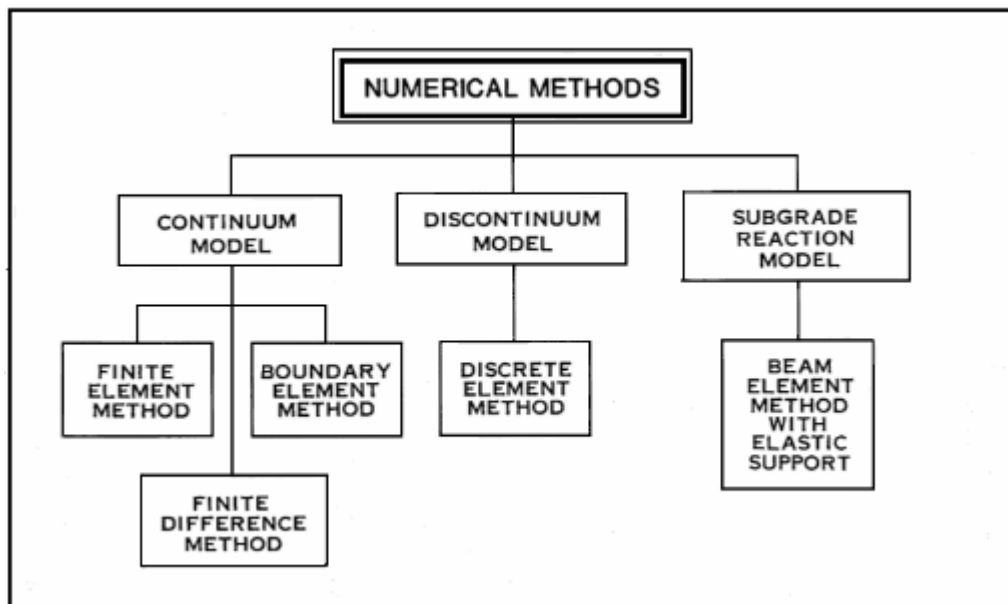 NUMERICAL METHODS
CONTINUUM
MODEL
DISCONTINUUM
MODEL
SUBGRADE
REACTION
MODEL
FINITE
ELEMENT
METHOD
BOUNDARY
ELEMENT
METHOD
DISCRETE
ELEMENT
METHOD
BEAM
ELEMENT
METHOD
WITH
ELASTIC
SUPPORT
FINITE
DIFFERENCE
METHOD